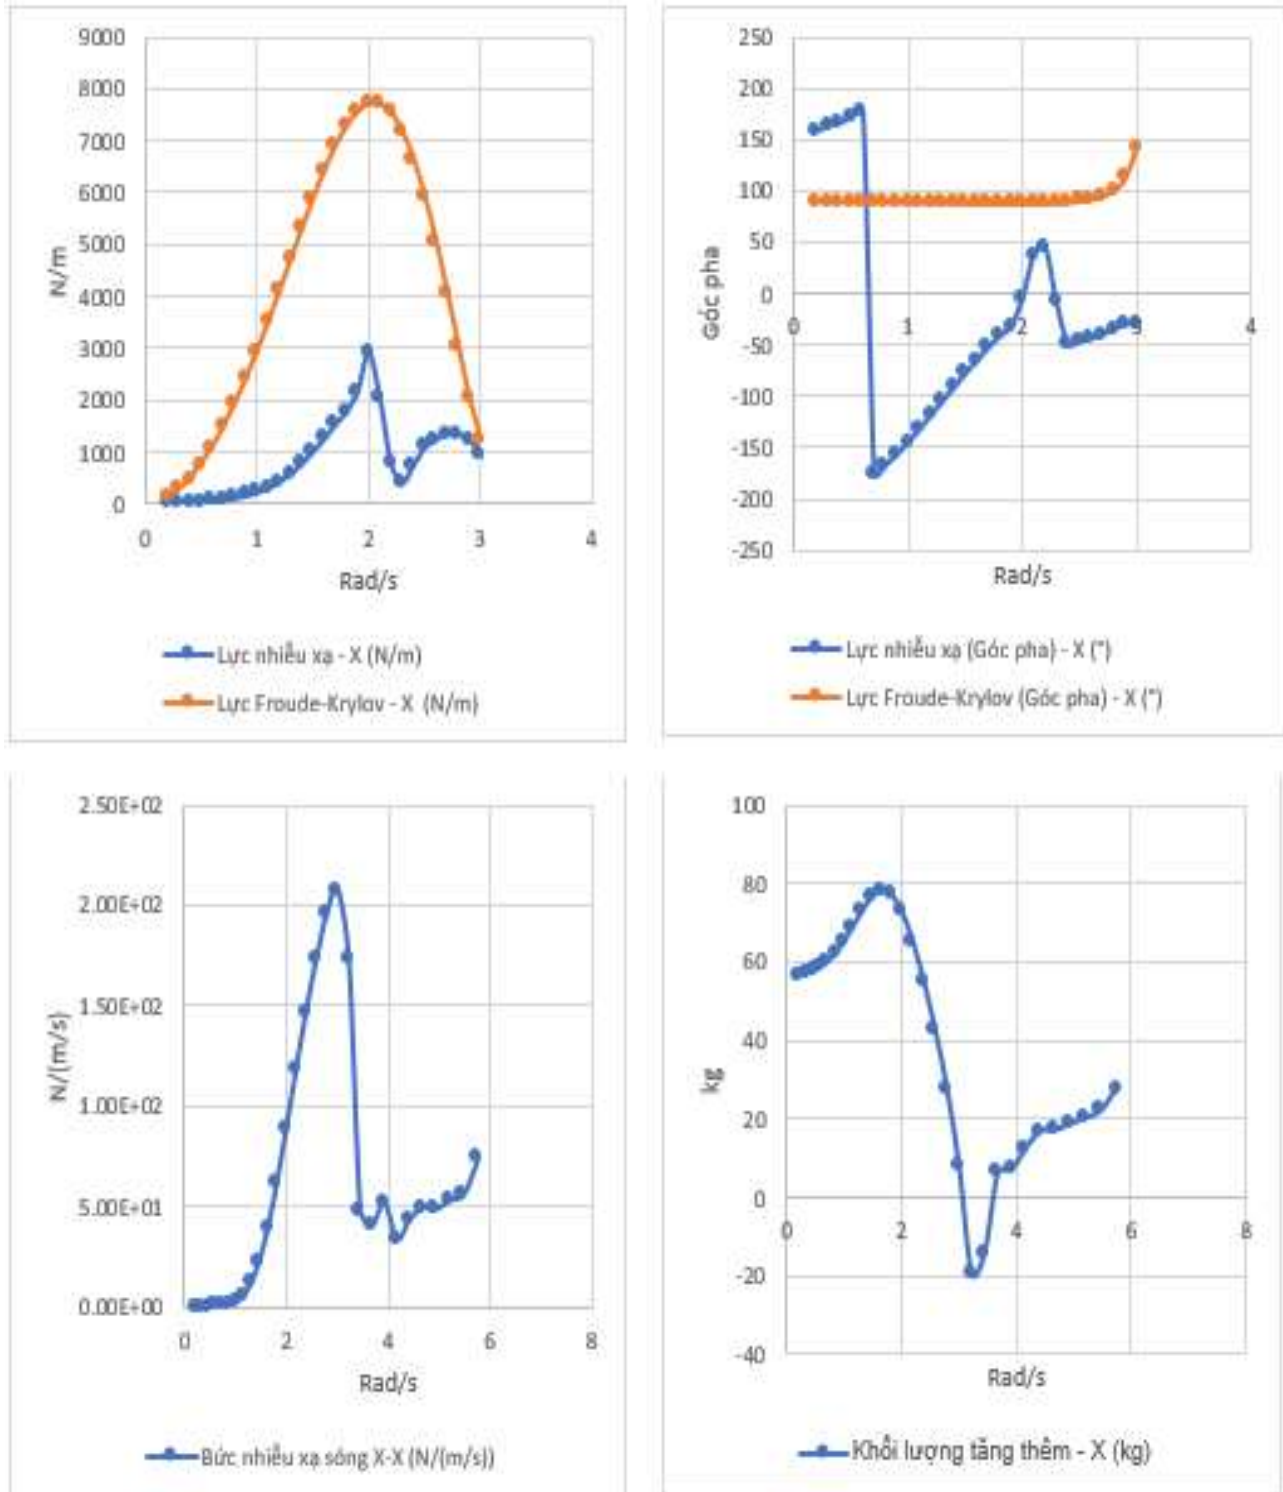 9000
8000
7000
6000
5000
4000
3000
2000
1000
0
N/m
0 1 2 3 4
Rad/s
Lực nhiễu xạ - X (N/m)
Lực Froude-Krylov - X (N/m)
250
200
150
100
50
0
-50
-100
-150
-200
-250
Góc pha
0 1 2 3 4
Rad/s
Lực nhiễu xạ (Góc pha) - X (°)
Lực Froude-Krylov (Góc pha) - X (°)
2.50E+02
2.00E+02
1.50E+02
1.00E+02
5.00E+01
0.00E+00
N/(m/s)
0 2 4 6 8
Rad/s
Bức nhiễu xạ sóng X-X (N/(m/s))
100
80
60
40
20
0
-20
-40
kg
0 2 4 6 8
Rad/s
Khối lượng tăng thêm - X (kg)